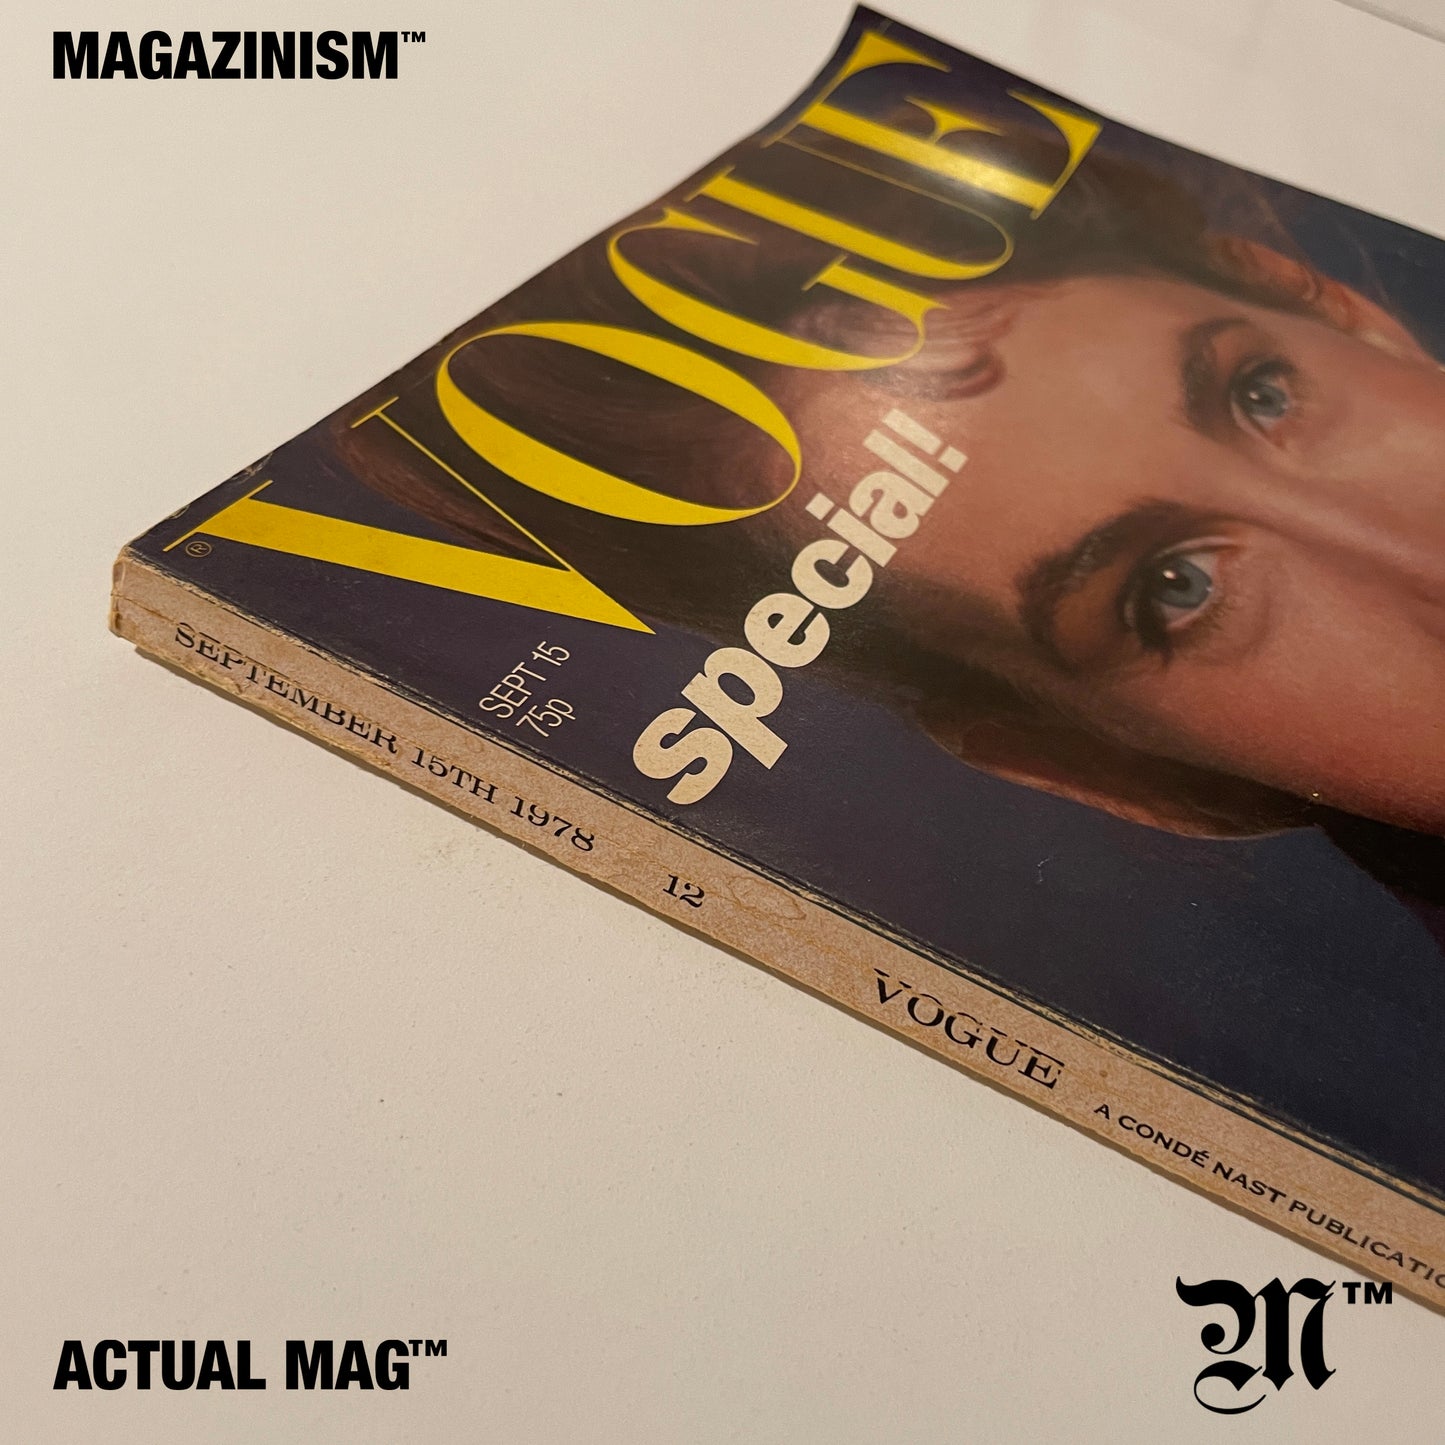 MAGAZINISM™
VOGUE
®
SEPT 15
75p
special!
SEPTEMBER 15TH 1978 12 VOGUE A CONDÉ NAST PUBLICATIO
ACTUAL MAG™
M™